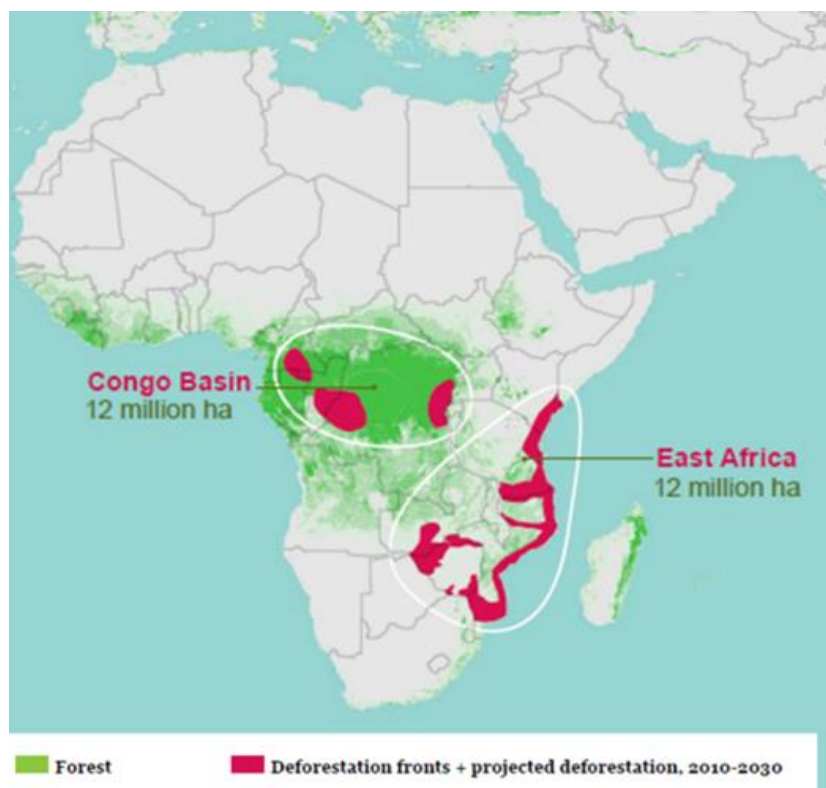 Congo Basin
12 million ha
East Africa
12 million ha
Forest
Deforestation fronts + projected deforestation, 2010-2030